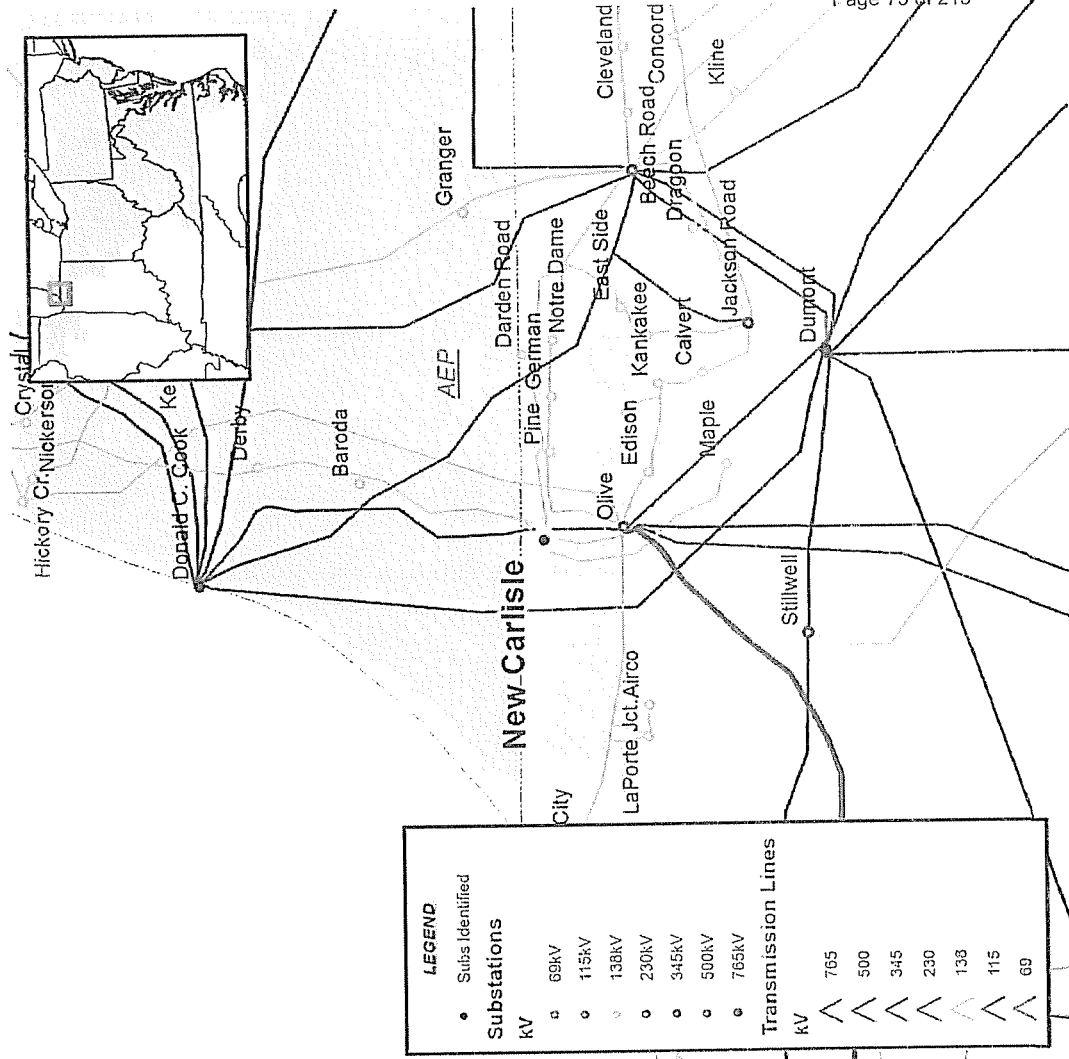 Page 75 of 213
Crystal
Hickory Cr.
Nickerson
Donald C. Cook
Ke
Derby
Baroda
Granger
AEP
Cleveland
Beech Road
Concord
Dragoon
Kline
Darden Road
Notre Dame
East Side
German
Pine
Kankakee
Calvert
Jackson Road
Dumont
Edison
Maple
Olive
New Carlisle
Stillwell
City
LaPorte Jct.
Airco
LEGEND
Subs Identified
Substations
kV
69kV
115kV
138kV
230kV
345kV
500kV
765kV
Transmission Lines
kV
765
500
345
230
138
115
69